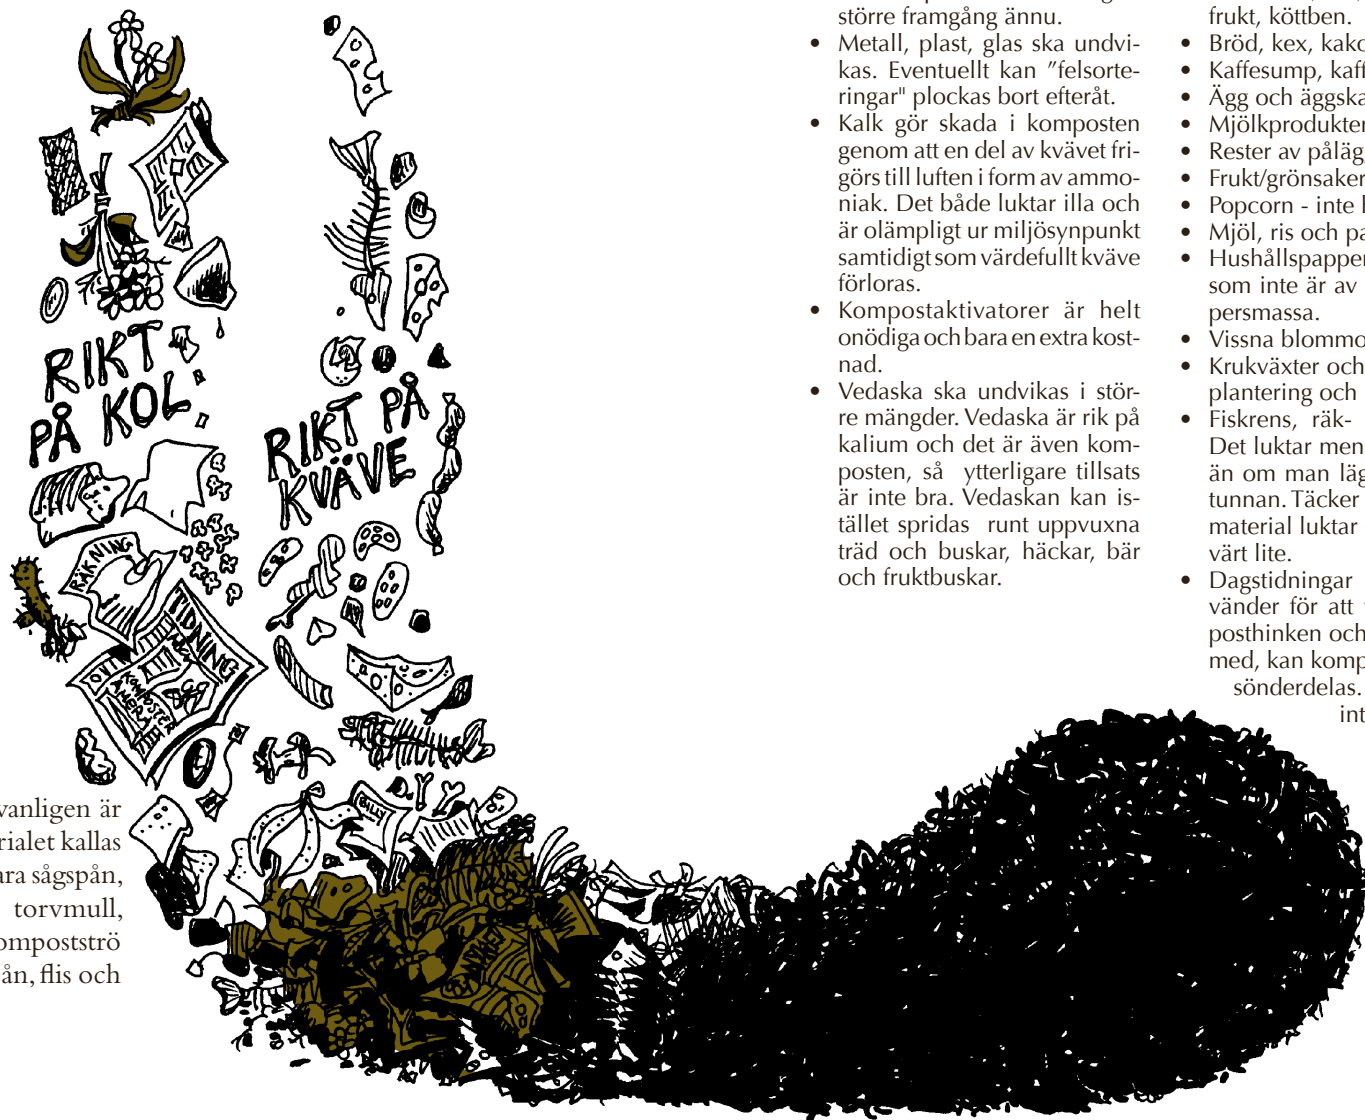 större framgång ännu.
• Metall, plast, glas ska undvi-
kas. Eventuellt kan ”felsorte-
ringar" plockas bort efteråt.
• Kalk gör skada i komposten
genom att en del av kvävet fri-
görs till luften i form av ammo-
niak. Det både luktar illa och
är olämpligt ur miljösynpunkt
samtidigt som värdefullt kväve
förloras.
• Kompostaktivatorer är helt
onödiga och bara en extra kost-
nad.
• Vedaska ska undvikas i stör-
re mängder. Vedaska är rik på
kalium och det är även kom-
posten, så ytterligare tillsats
är inte bra. Vedaskan kan is-
tället spridas runt uppvuxna
träd och buskar, häckar, bär
och fruktbuskar.
frukt, köttben.
• Bröd, kex, kako
• Kaffesump, kaff
• Ägg och äggska
• Mjölkprodukter
• Rester av påläg
• Frukt/grönsaker
• Popcorn - inte
• Mjöl, ris och pa
• Hushållspapper
som inte är av
persmassa.
• Vissna blommo
• Krukväxter och
plantering och
• Fiskrens, räk-
Det luktar men
än om man läg
tunnan. Täcker
material luktar
värt lite.
• Dagstidningar
vänder för att
posthinken och
med, kan komp
sönderdelas.
int
RIKT
PÅ KOL
RIKT PÅ
KVÄVE
RÄKNING
TIDNING
KOMPOSTER
AMERA
vanligen är
rialet kallas
ara sågspån,
torvmull,
ompostströ
ån, flis och